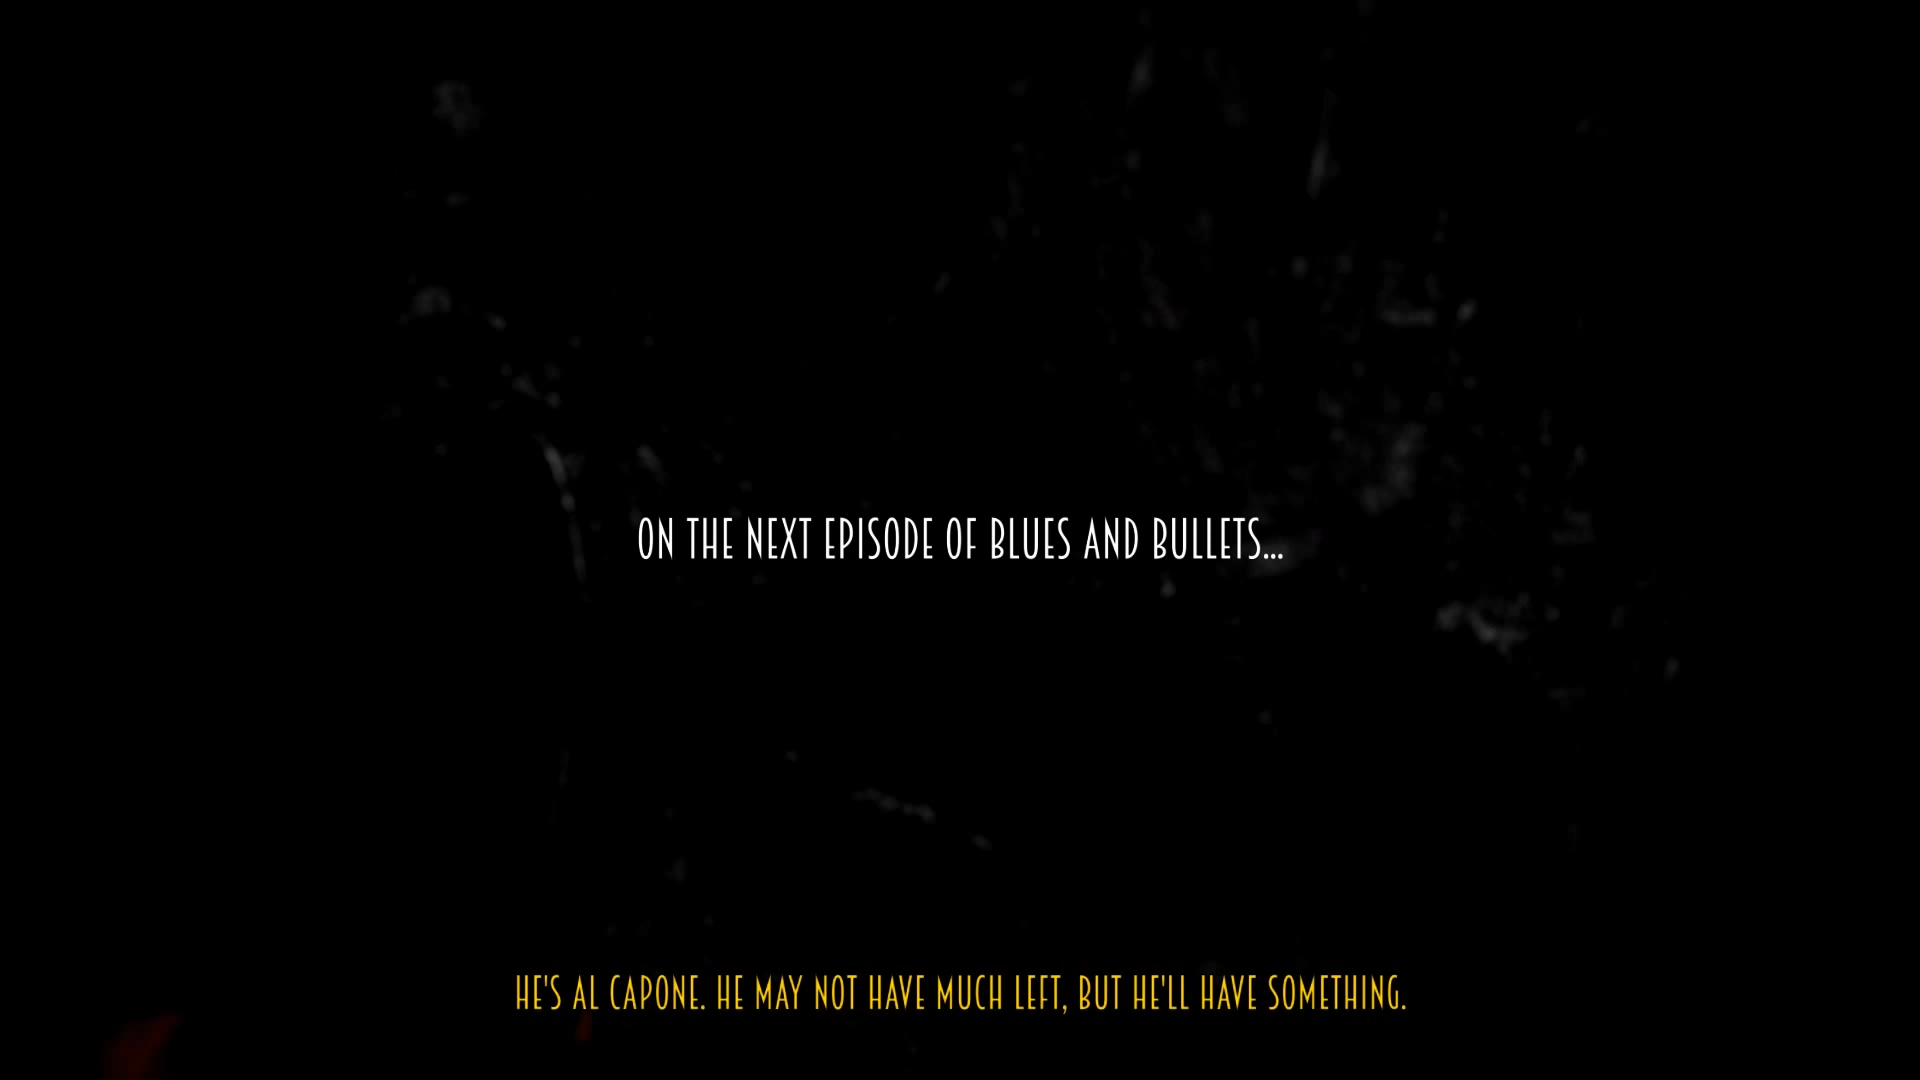 ON THE NEXT EPISODE OF BLUES AND BULLETS...
HE'S AL CAPONE. HE MAY NOT HAVE MUCH LEFT, BUT HE'LL HAVE SOMETHING.